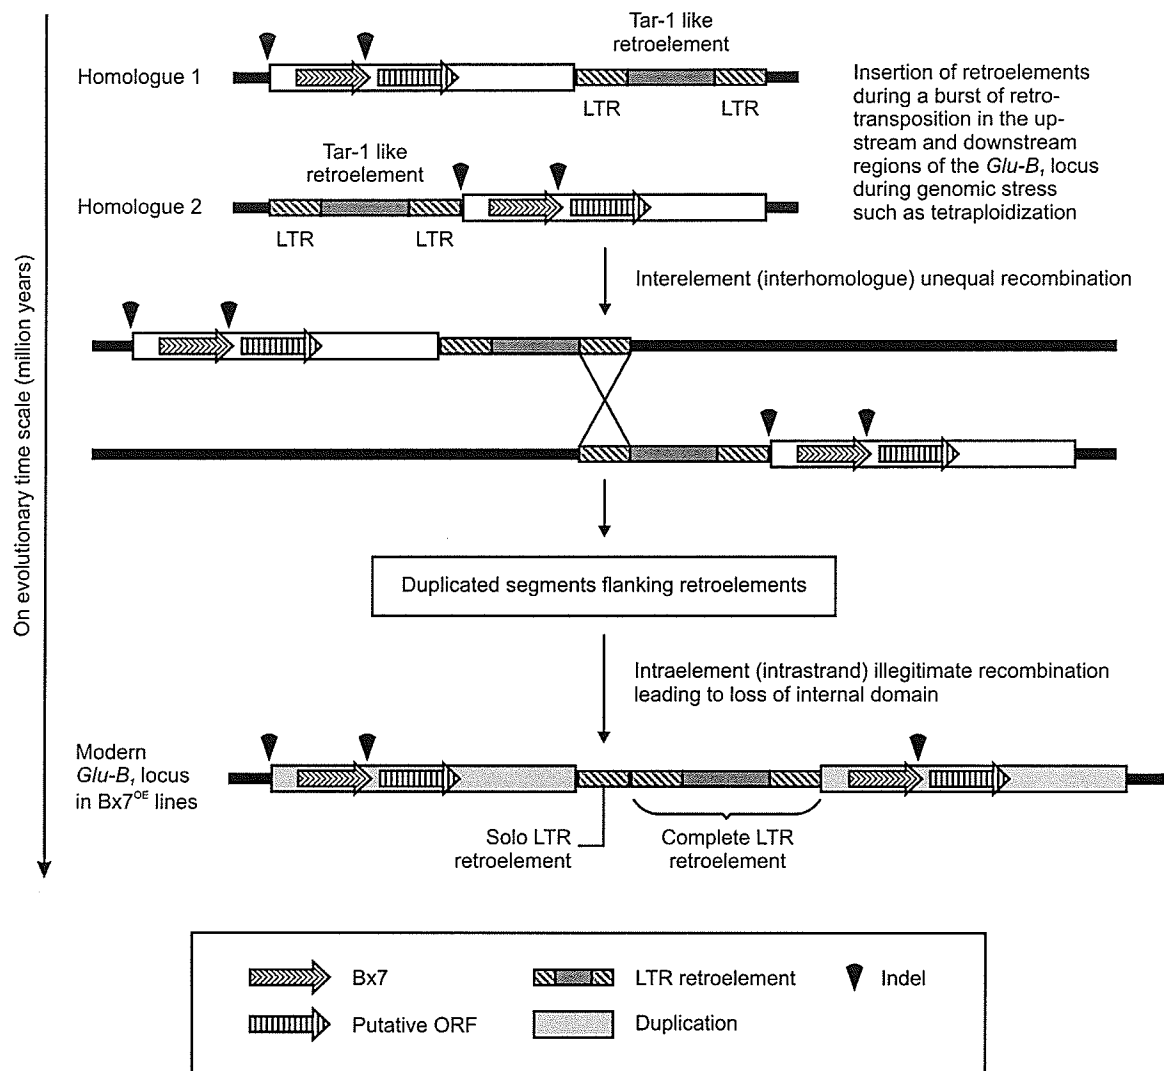 On evolutionary time scale (million years)
Tar-1 like
retroelement
Homologue 1
LTR
LTR
Insertion of retroelements
during a burst of retro-
transposition in the up-
stream and downstream
regions of the Glu-B1 locus
during genomic stress
such as tetraploidization
Tar-1 like
retroelement
Homologue 2
LTR
LTR
Interelement (interhomologue) unequal recombination
Duplicated segments flanking retroelements
Intraelement (intrastrand) illegitimate recombination
leading to loss of internal domain
Modern
Glu-B1 locus
in Bx7OE lines
Solo LTR
retroelement
Complete LTR
retroelement
Bx7
LTR retroelement
Indel
Putative ORF
Duplication